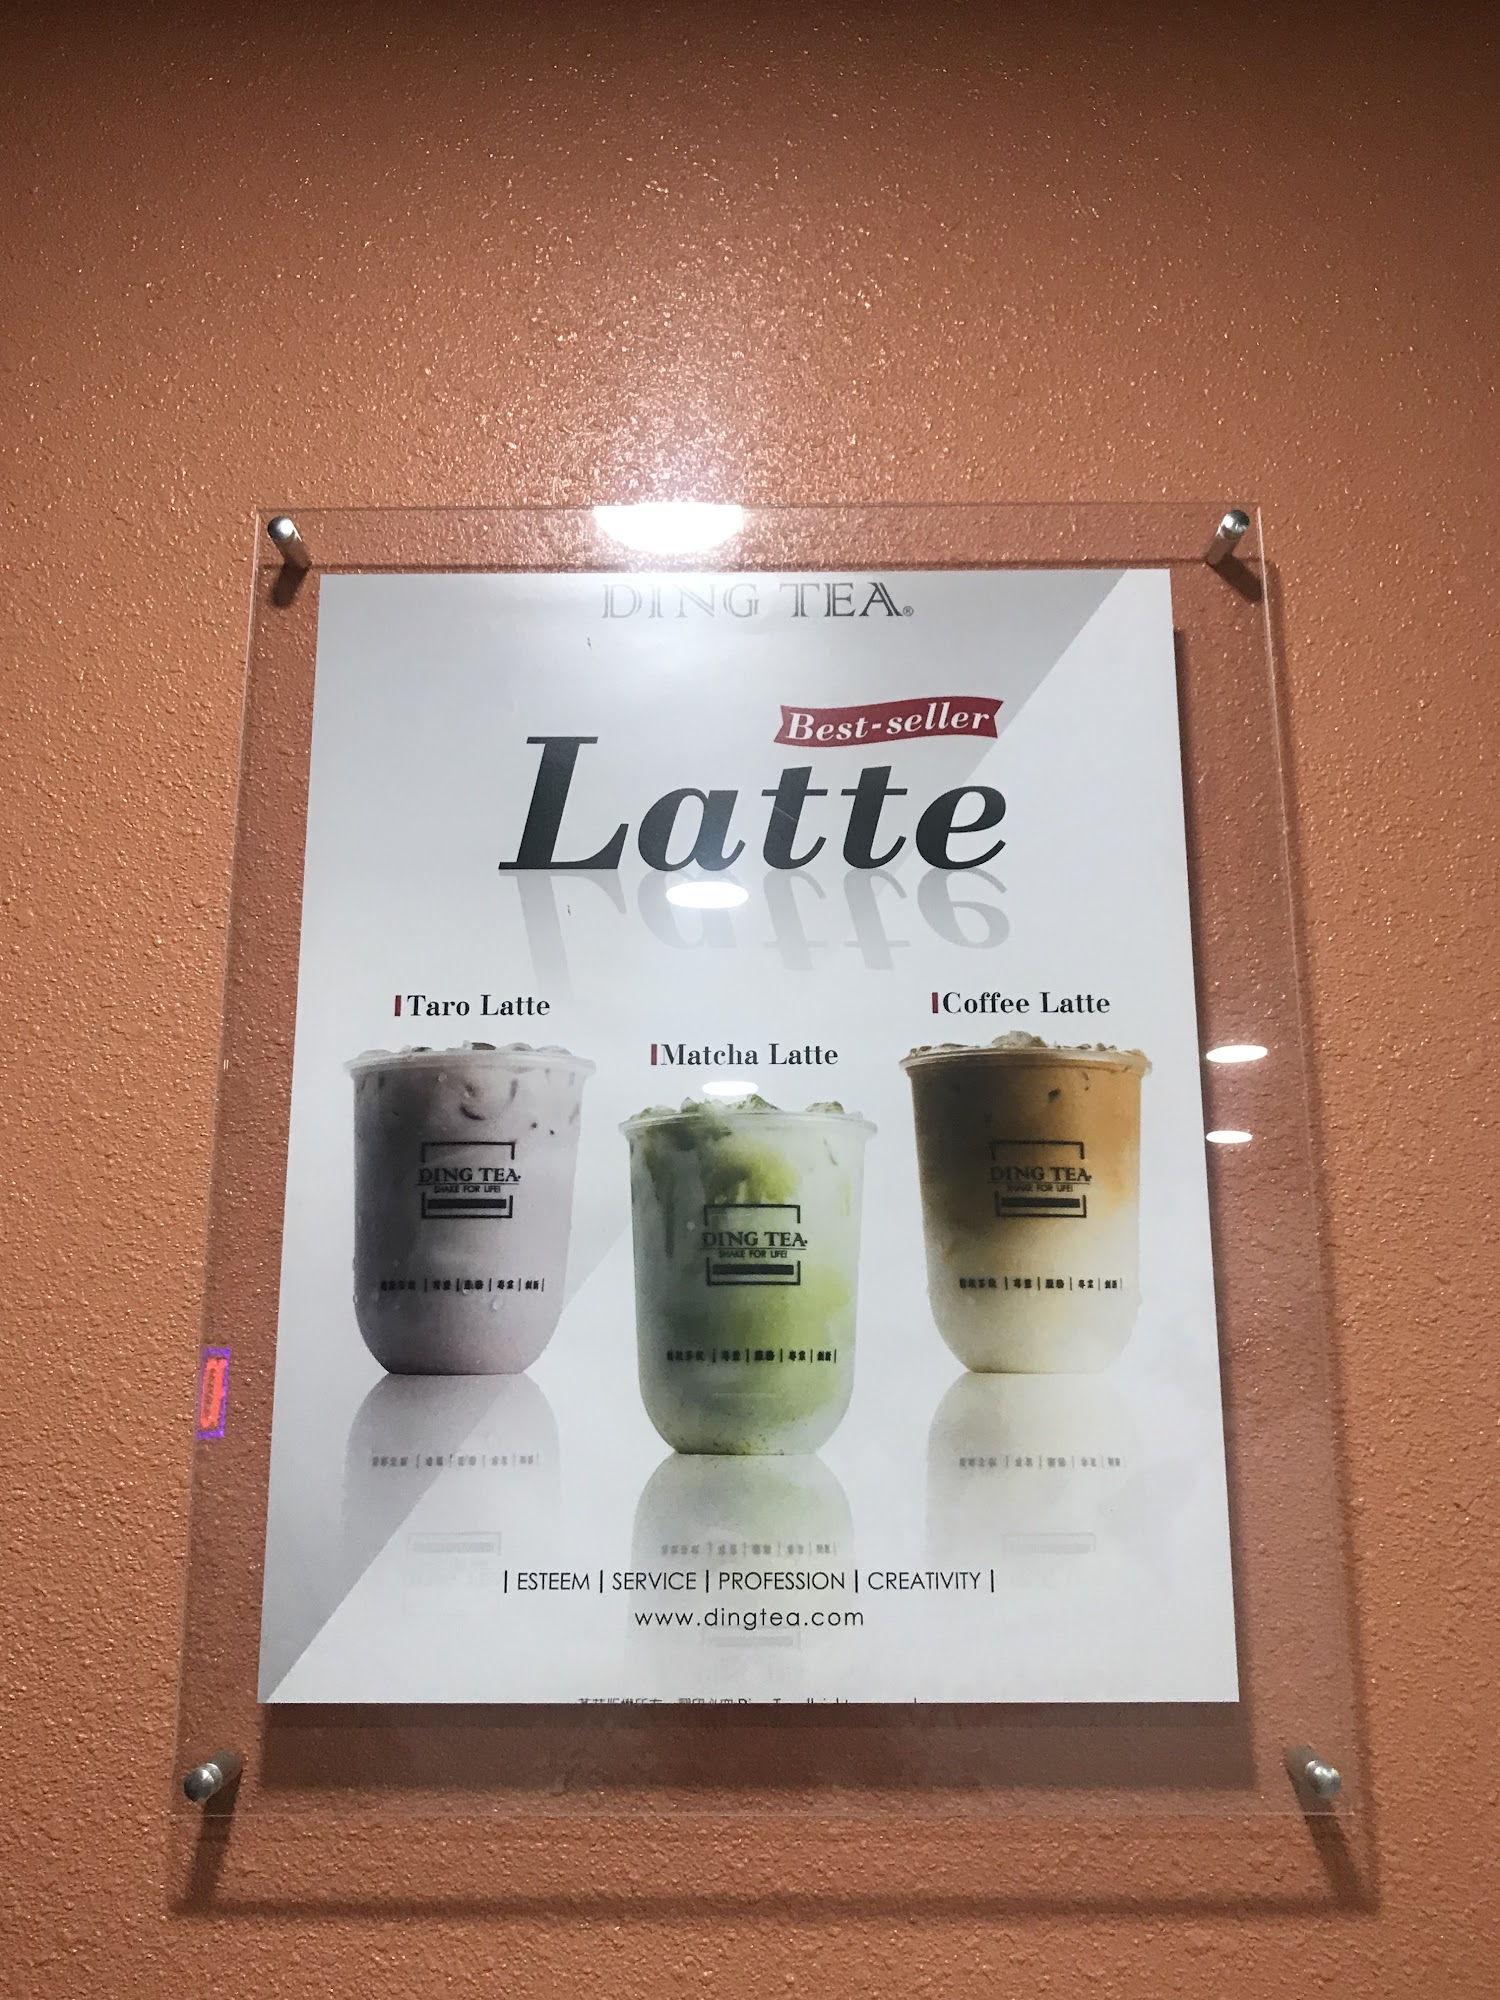 DING TEA®
Best-seller
Latte
Taro Latte
Coffee Latte
Matcha Latte
DING TEA
SHAKE FOR LIFE!
DING TEA
SHAKE FOR LIFE!
DING TEA
SHAKE FOR LIFE!
| ESTEEM | SERVICE | PROFESSION | CREATIVITY |
www.dingtea.com